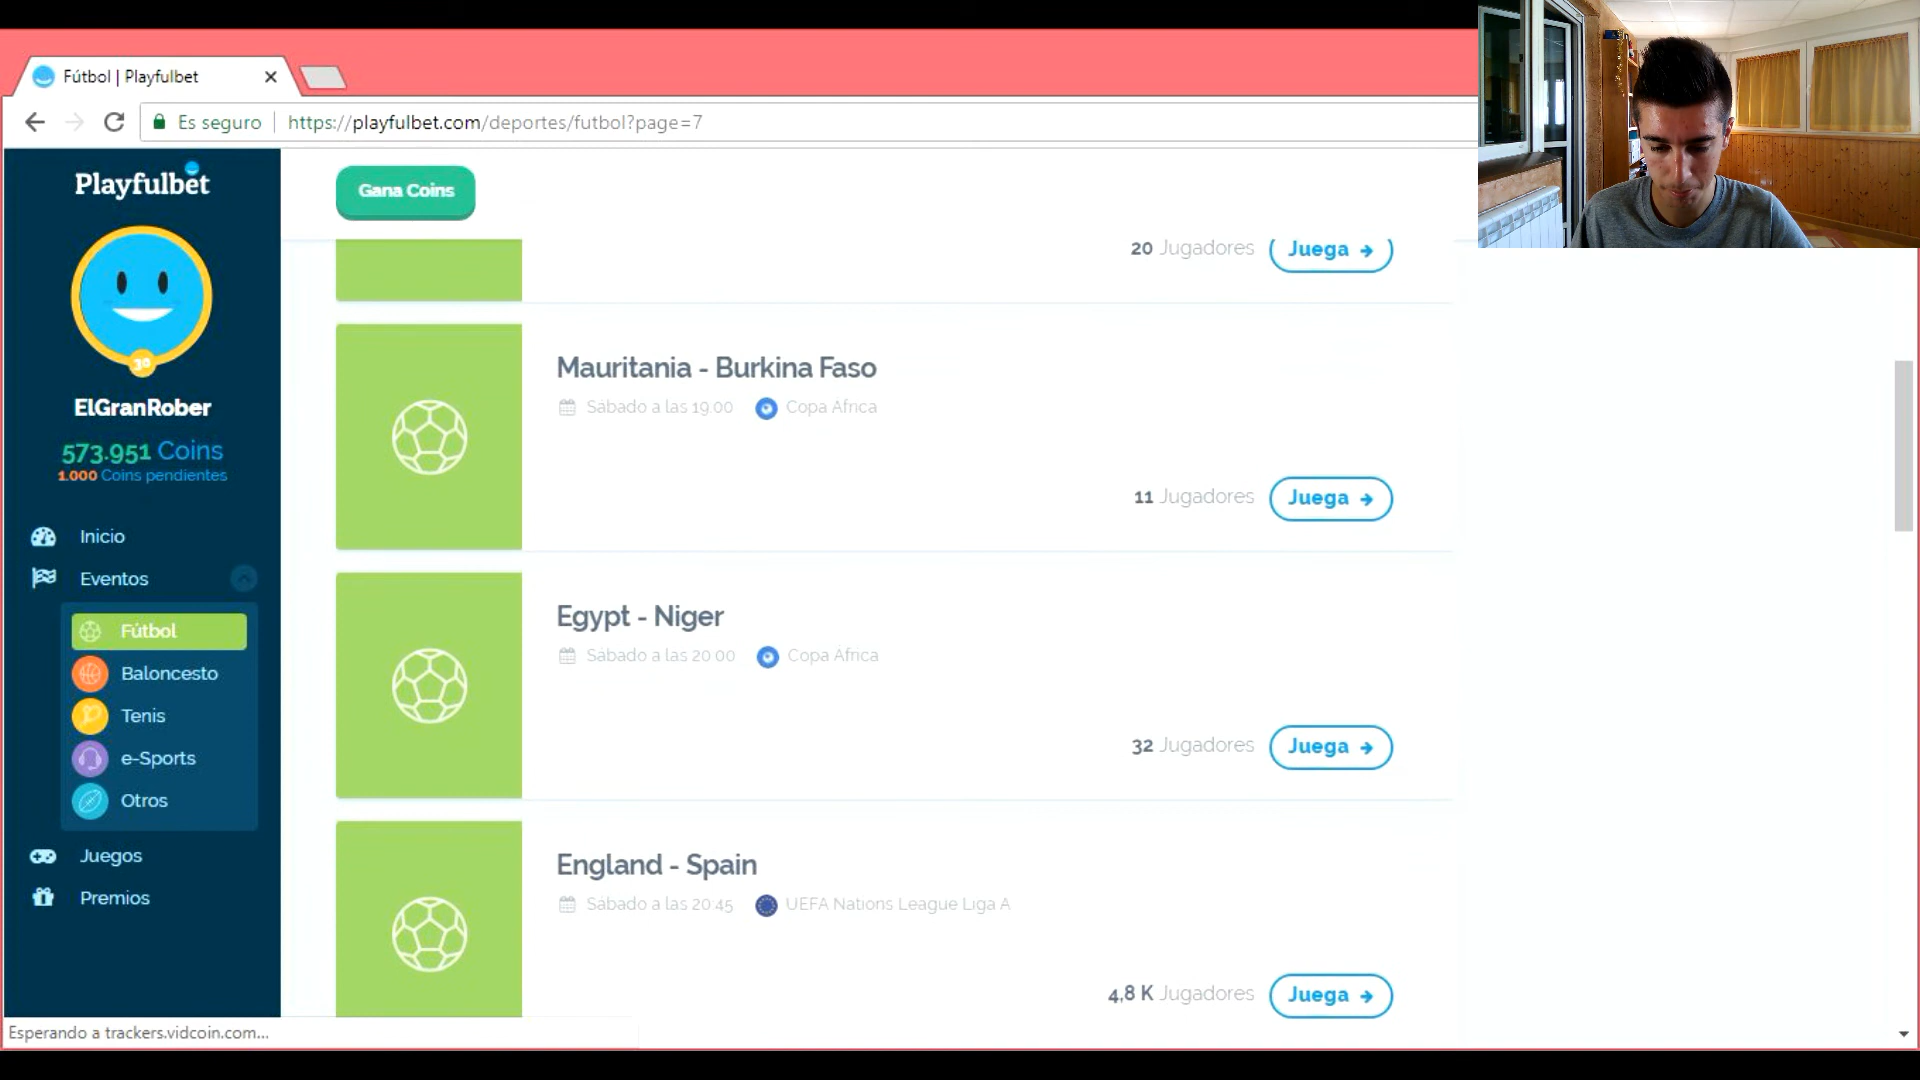 Fútbol | Playfulbet
Es seguro
https://playfulbet.com/deportes/futbol?page=7
Playfulbet
Gana Coins
3º
ElGranRober
573.951 Coins
1.000 Coins pendientes
Inicio
Eventos
Fútbol
Baloncesto
Tenis
e-Sports
Otros
Juegos
Premios
20 Jugadores
Juega
Mauritania - Burkina Faso
Sábado a las 19:00
Copa África
11 Jugadores
Juega
Egypt - Niger
Sábado a las 20:00
Copa África
32 Jugadores
Juega
England - Spain
Sábado a las 20:45
UEFA Nations League Liga A
4,8 K Jugadores
Juega
Esperando a trackers.vidcoin.com...